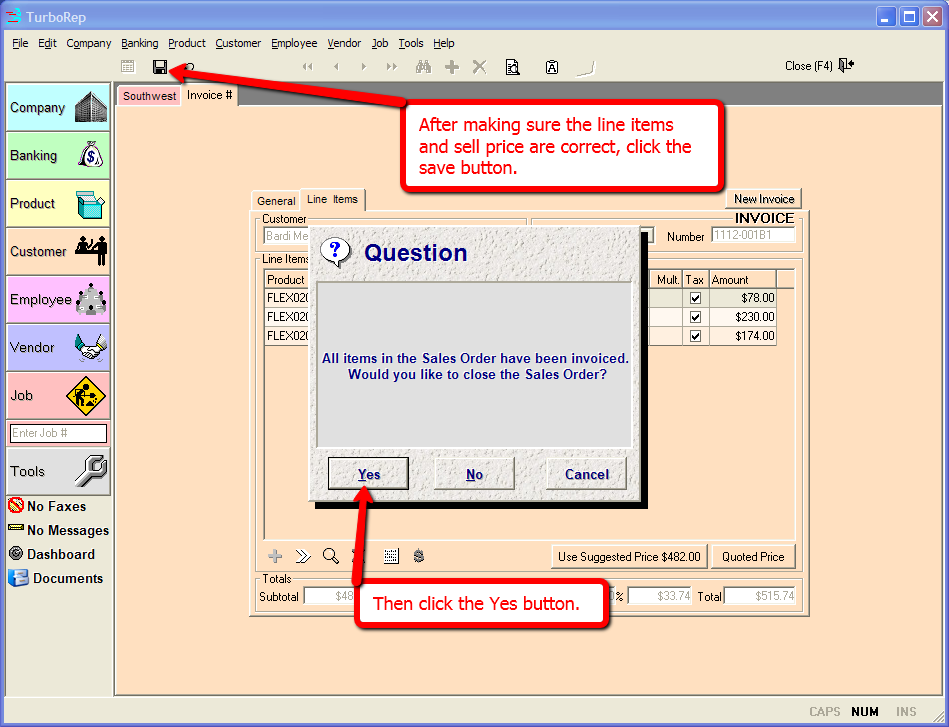 TurboRep
File Edit Company Banking Product Customer Employee Vendor Job Tools Help
Close (F4)
Company
Banking
Product
Customer
Employee
Vendor
Job
Enter Job #
Tools
No Faxes
No Messages
Dashboard
Documents
Southwest Invoice #
After making sure the line items
and sell price are correct, click the
save button.
General Line Items New Invoice
Customer INVOICE
Bardi Me Number 1112-001B1
Line Items
Product Mult. Tax Amount
FLEX020 $78.00
FLEX020 $230.00
FLEX020 $174.00
Question
All items in the Sales Order have been invoiced.
Would you like to close the Sales Order?
Yes No Cancel
Use Suggested Price $482.00 Quoted Price
Totals
Subtotal $48 % $33.74 Total $515.74
Then click the Yes button.
CAPS NUM INS